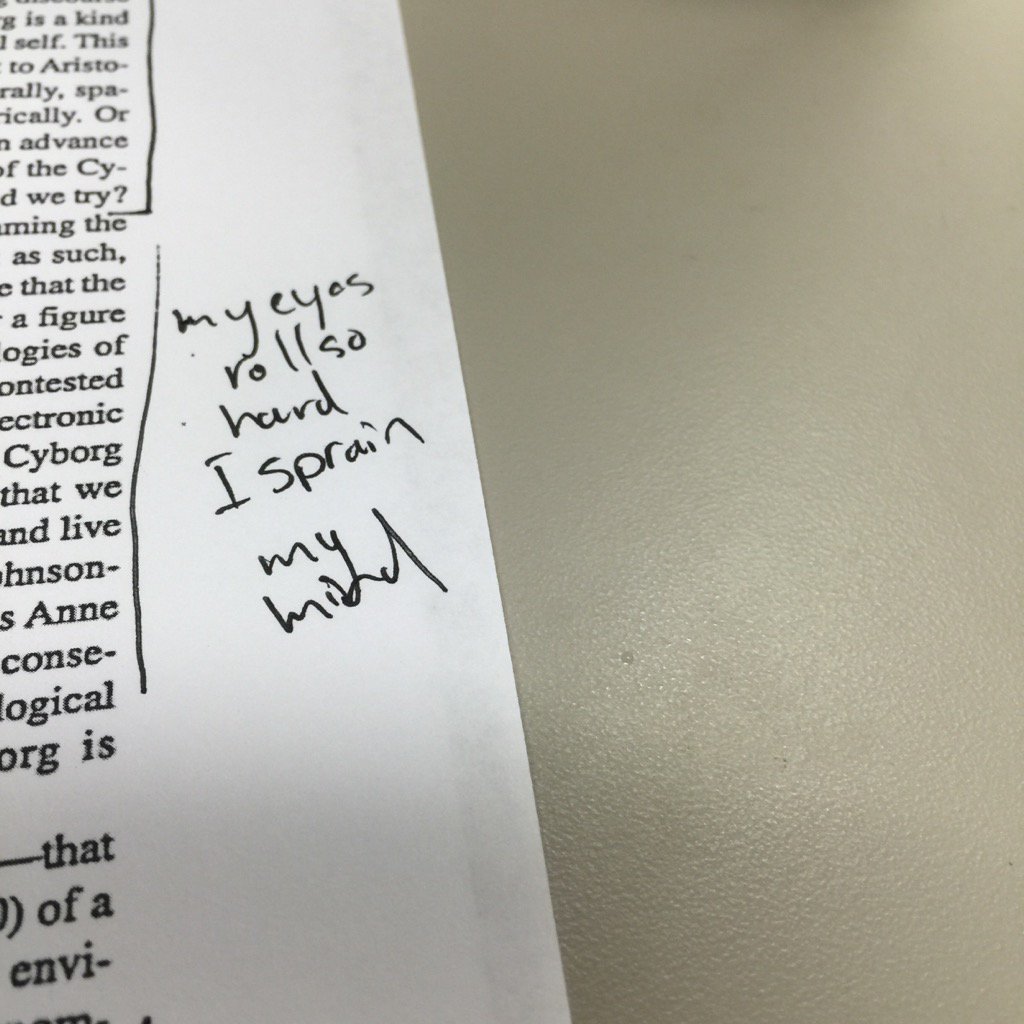 g is a kind
l self. This
to Aristo-
rally, spa-
rically. Or
n advance
of the Cy-
d we try?
ming the
as such,
e that the
a figure
logies of
ontested
ectronic
Cyborg
that we
and live
ohnson-
s Anne
conse-
logical
org is
—that
0) of a
envi-
my eyes
roll so
hard
I sprain
my
mind